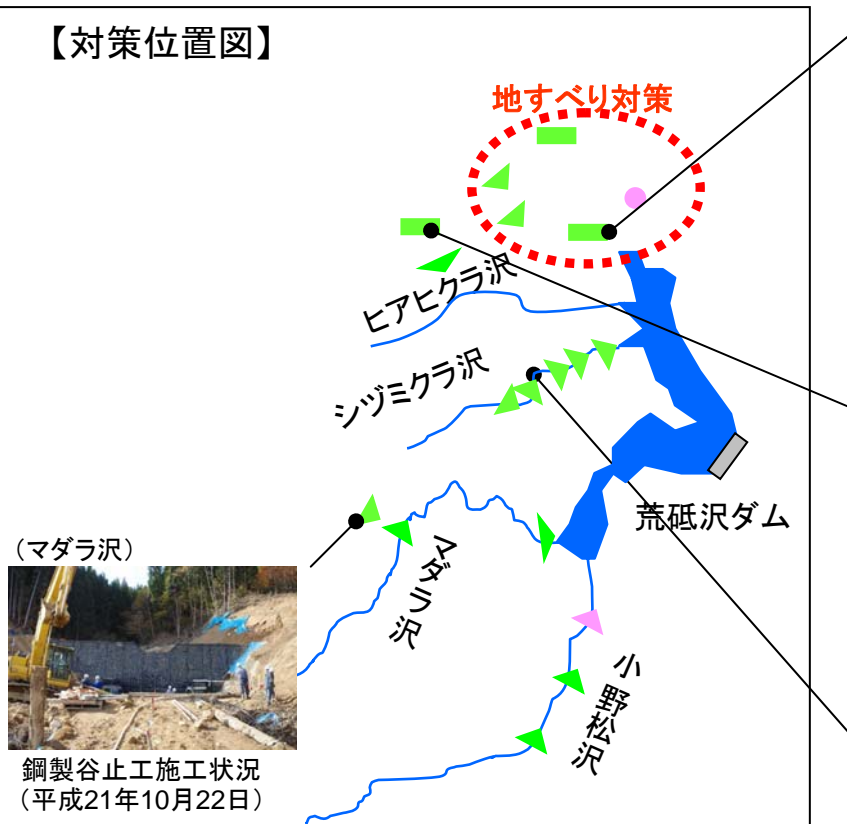 【対策位置図】
地すべり対策
ヒアヒクラ沢
シヅミクラ沢
荒砥沢ダム
（マダラ沢）
マダラ沢
小野松沢
鋼製谷止工施工状況
（平成21年10月22日）